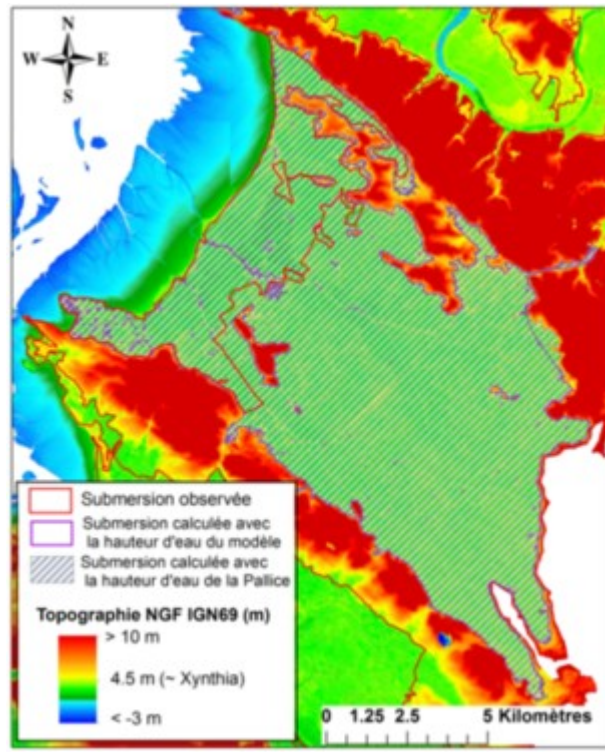 N
W E
S
Submersion observée
Submersion calculée avec
la hauteur d'eau du modèle
Submersion calculée avec
la hauteur d'eau de la Pallice
Topographie NGF IGN69 (m)
> 10 m
4.5 m (~ Xynthia)
< -3 m
0 1.25 2.5 5 Kilomètres